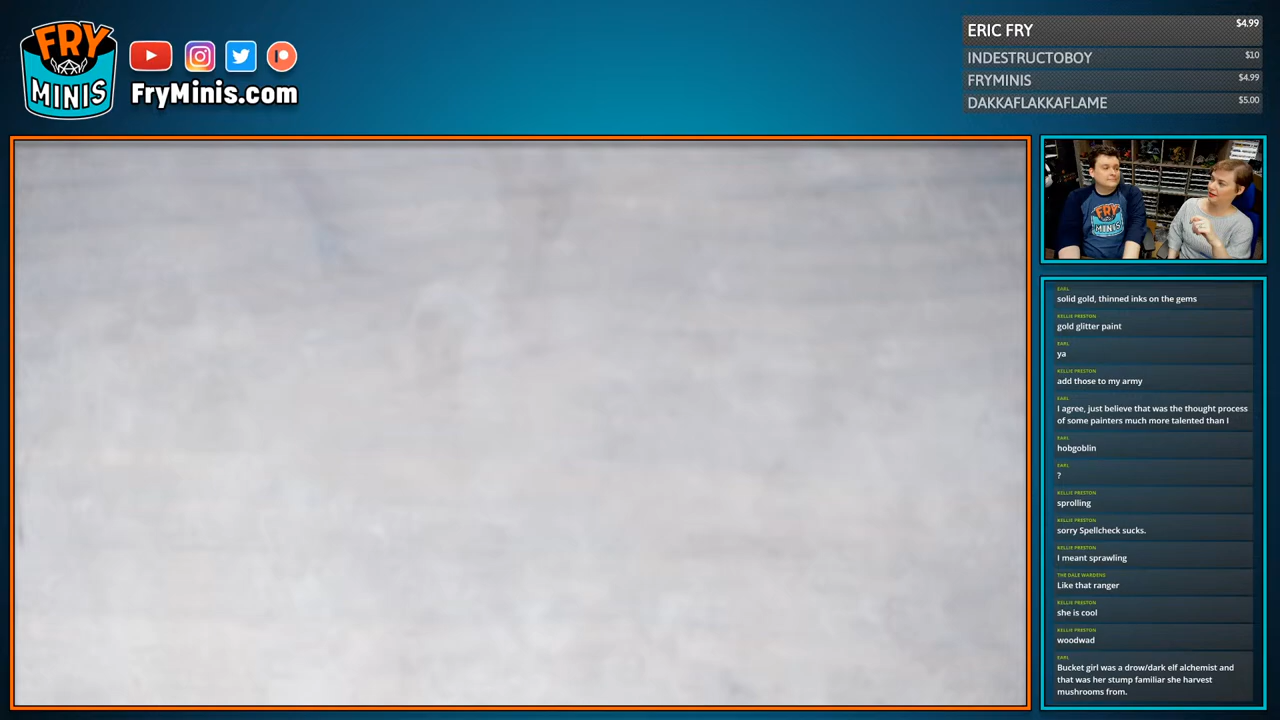 FRY
MINIS
FryMinis.com
ERIC FRY $4.99
INDESTRUCTOBOY $10
FRYMINIS $4.99
DAKKAFLAKKAFLAME $5.00
FRY
MINIS
EARL
solid gold, thinned inks on the gems
KELLIE PRESTON
gold glitter paint
EARL
ya
KELLIE PRESTON
add those to my army
EARL
I agree, just believe that was the thought process
of some painters much more talented than I
EARL
hobgoblin
EARL
?
KELLIE PRESTON
sprolling
KELLIE PRESTON
sorry Spellcheck sucks.
KELLIE PRESTON
I meant sprawling
THE DALE WARDENS
Like that ranger
KELLIE PRESTON
she is cool
KELLIE PRESTON
woodwad
EARL
Bucket girl was a drow/dark elf alchemist and
that was her stump familiar she harvest
mushrooms from.